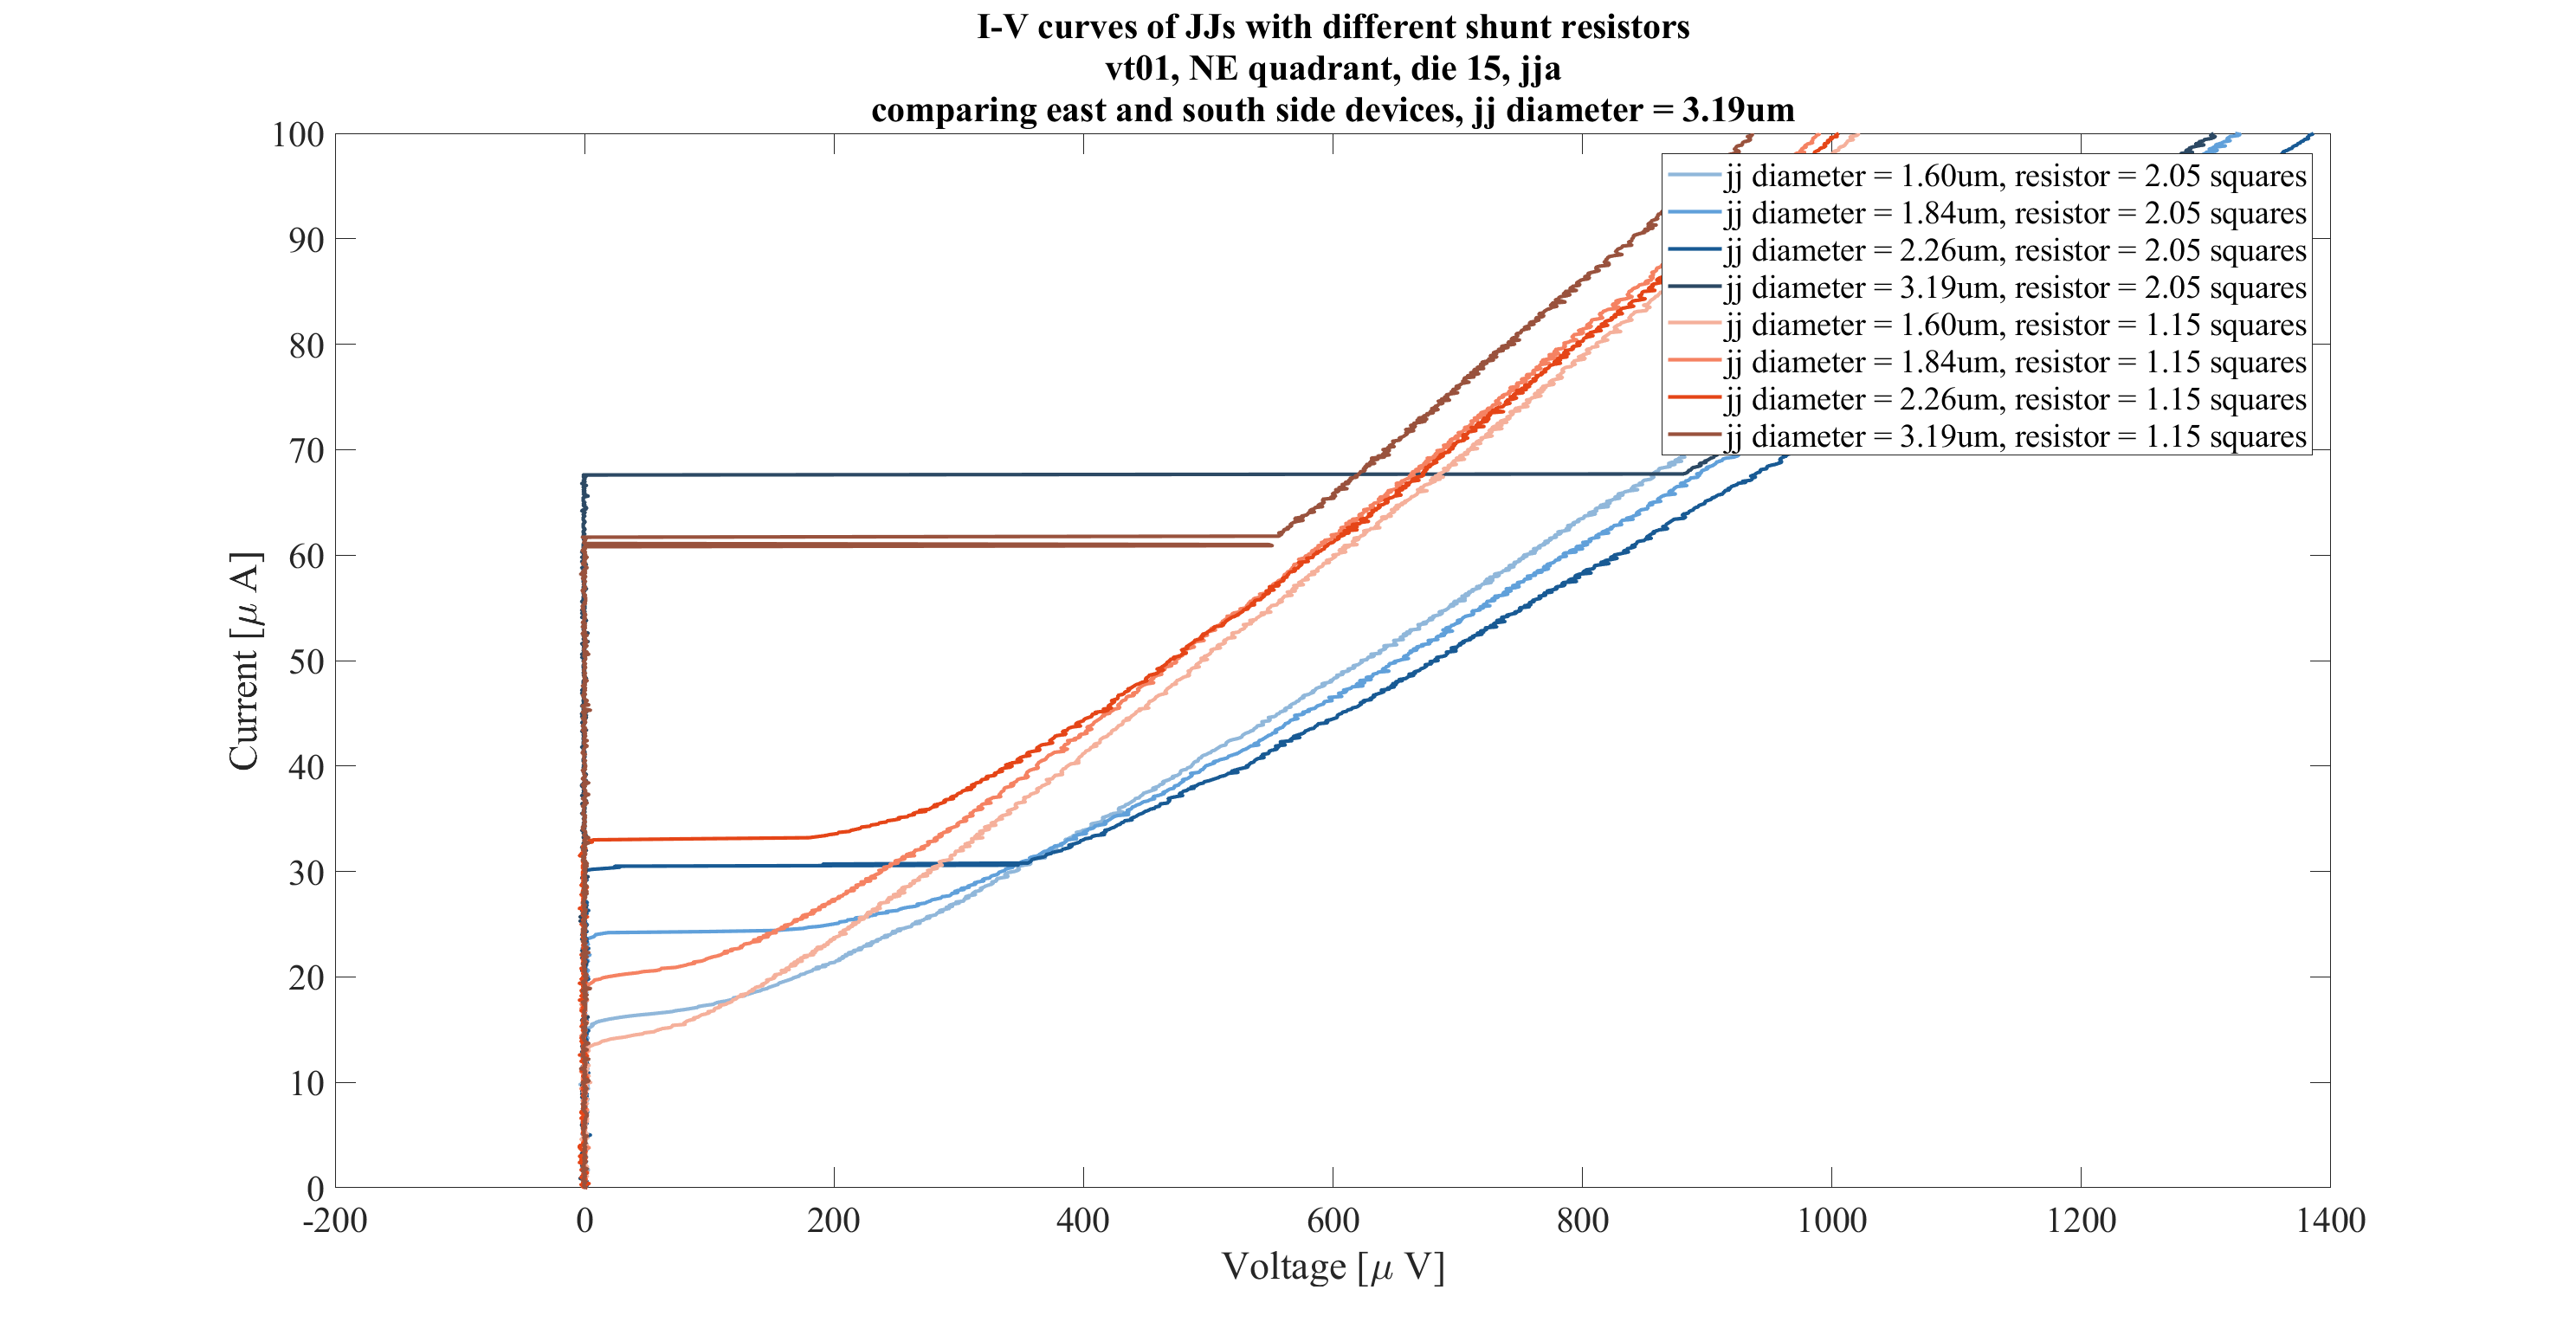 I-V curves of JJs with different shunt resistors
vt01, NE quadrant, die 15, jja
comparing east and south side devices, jj diameter = 3.19um
100
90
80
70
60
50
40
30
20
10
0
Current [μ A]
jj diameter = 1.60um, resistor = 2.05 squares
jj diameter = 1.84um, resistor = 2.05 squares
jj diameter = 2.26um, resistor = 2.05 squares
jj diameter = 3.19um, resistor = 2.05 squares
jj diameter = 1.60um, resistor = 1.15 squares
jj diameter = 1.84um, resistor = 1.15 squares
jj diameter = 2.26um, resistor = 1.15 squares
jj diameter = 3.19um, resistor = 1.15 squares
-200 0 200 400 600 800 1000 1200 1400
Voltage [μ V]